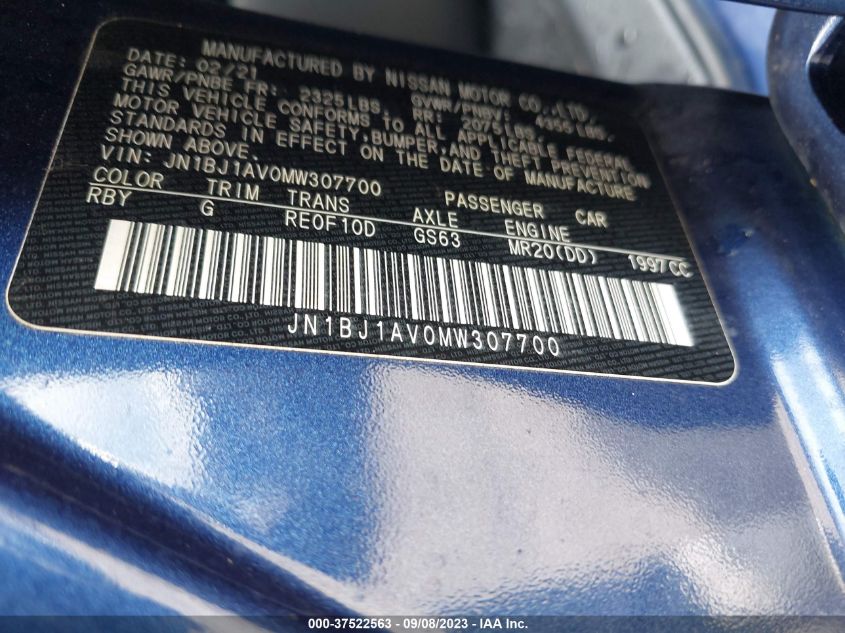 MANUFACTURED BY NISSAN MOTOR CO.,LTD.
DATE: 02/21 GVWR/PNBV:
GAWR/PNBE FR: 2325LBS. RR: 2075LBS.
THIS VEHICLE CONFORMS TO ALL APPLICABLE FEDERAL
MOTOR VEHICLE SAFETY,BUMPER,AND THEFT PREVENTION
STANDARDS IN EFFECT ON THE DATE OF MANUFACTURE
SHOWN ABOVE.
VIN: JN1BJ1AV0MW307700 PASSENGER CAR
COLOR TRIM TRANS AXLE ENGINE
RBY G RE0F10D GS63 MR20(DD) 1997CC
JN1BJ1AV0MW307700
000-37522563 - 09/08/2023 - IAA Inc.